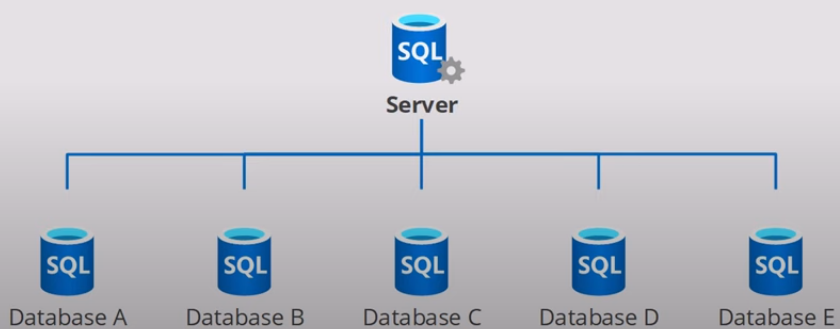 SQL
Server
SQL SQL SQL SQL SQL
Database A Database B Database C Database D Database E